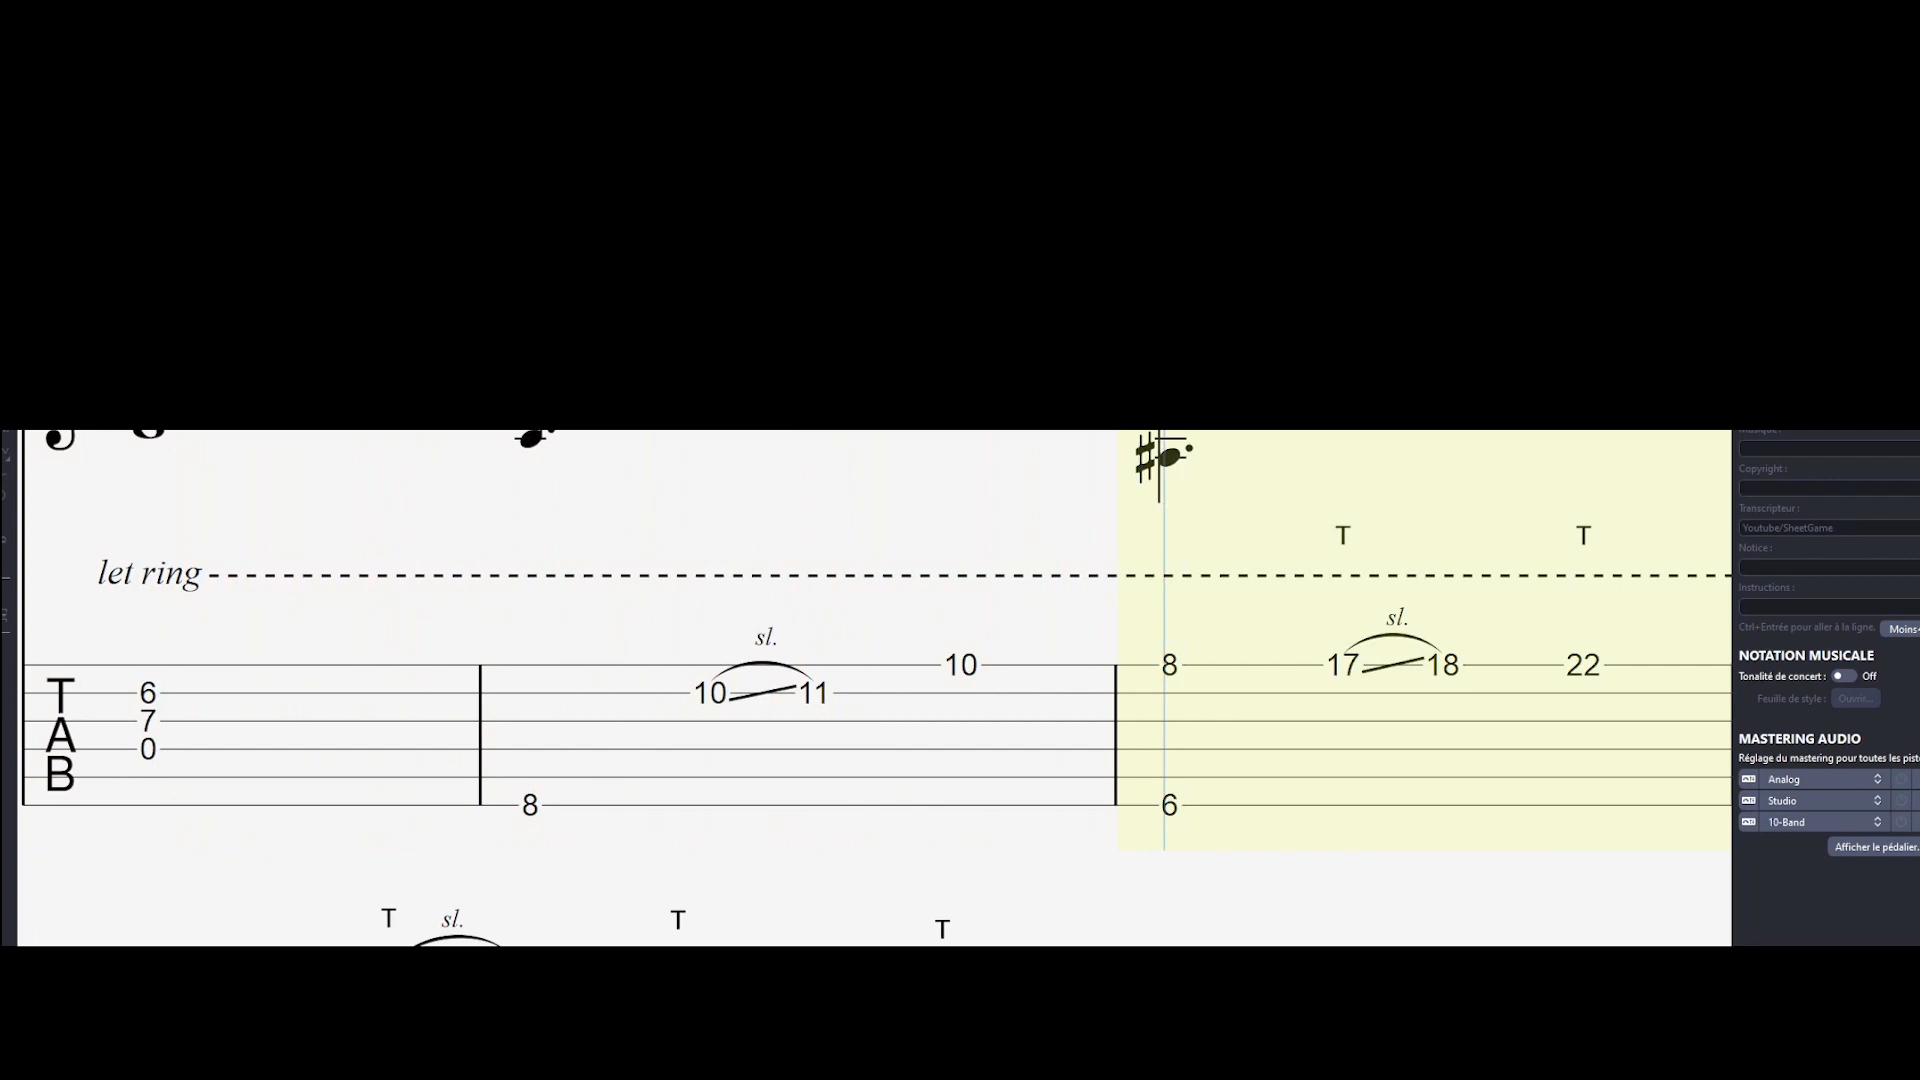 T T
let ring
sl. sl.
10 8 17 18 22
T 6 10 11
A 7
0
B
8 6
T sl. T T
Copyright :
Transcripteur :
Youtube/SheetGame
Notice :
Instructions :
Ctrl+Entrée pour aller à la ligne. Moins
NOTATION MUSICALE
Tonalité de concert : Off
Feuille de style : Ouvrir...
MASTERING AUDIO
Réglage du mastering pour toutes les
Analog
Studio
10-Band
Afficher le pédalier